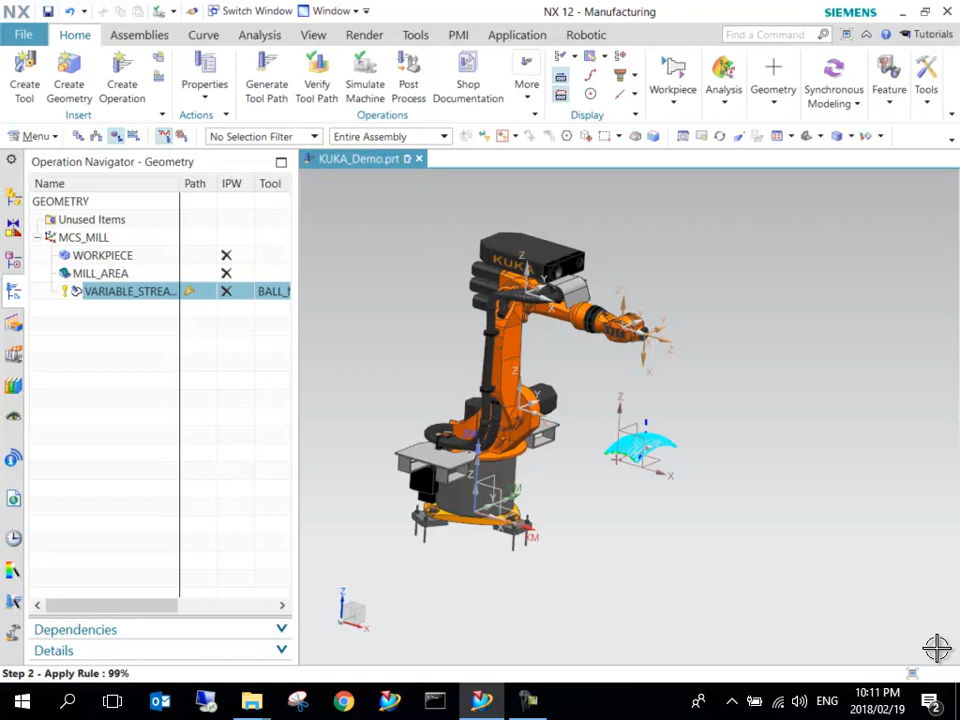 NX
Switch Window
Window
NX 12 - Manufacturing
SIEMENS
File
Home
Assemblies
Curve
Analysis
View
Render
Tools
PMI
Application
Robotic
Find a Command
Tutorials
Create Tool
Create Geometry
Create Operation
Properties
Generate Tool Path
Verify Tool Path
Simulate Machine
Post Process
Shop Documentation
More
Workpiece
Analysis
Geometry
Synchronous Modeling
Feature
Tools
Insert
Actions
Operations
Display
Menu
No Selection Filter
Entire Assembly
Operation Navigator - Geometry
KUKA_Demo.prt
Name
Path
IPW
Tool
GEOMETRY
Unused Items
MCS_MILL
WORKPIECE
MILL_AREA
VARIABLE_STREA...
KUKA
Z
Y
X
Z
Y
Z
X
Z
Y
Z
X
Z
Y
XM
YM
Z
X
Dependencies
Details
Step 2 - Apply Rule : 99%
ENG
10:11 PM
2018/02/19
2